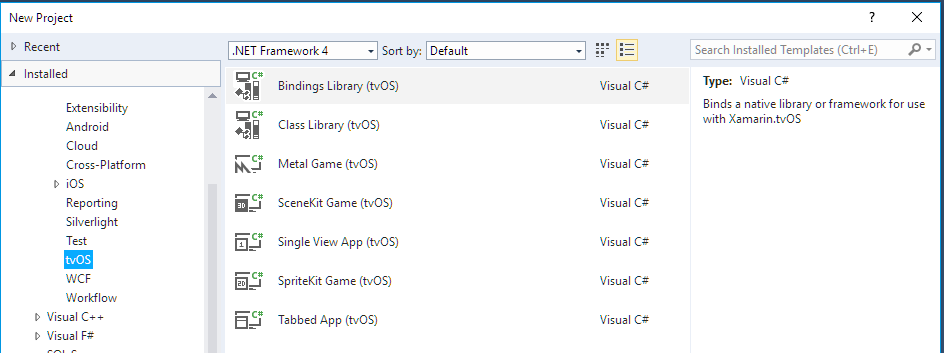 New Project
?
Recent
.NET Framework 4
Sort by:
Default
Search Installed Templates (Ctrl+E)
Installed
Extensibility
Android
Cloud
Cross-Platform
iOS
Reporting
Silverlight
Test
tvOS
WCF
Workflow
Visual C++
Visual F#
C#
Bindings Library (tvOS)
Visual C#
C#
Class Library (tvOS)
Visual C#
C#
Metal Game (tvOS)
Visual C#
C#
3D
SceneKit Game (tvOS)
Visual C#
C#
1
Single View App (tvOS)
Visual C#
C#
2D
SpriteKit Game (tvOS)
Visual C#
C#
Tabbed App (tvOS)
Visual C#
Type: Visual C#
Binds a native library or framework for use
with Xamarin.tvOS